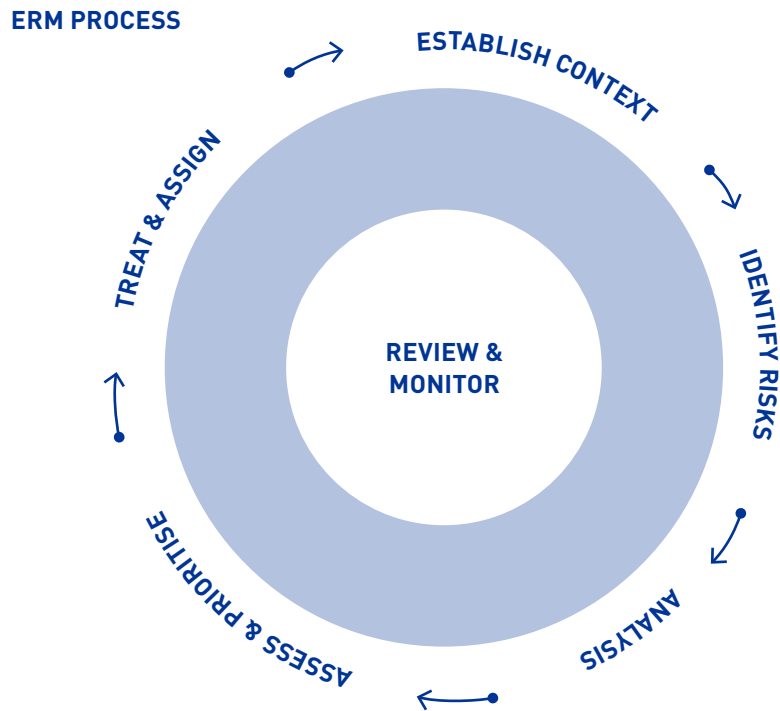 ERM PROCESS
ESTABLISH CONTEXT
IDENTIFY RISKS
ANALYSIS
ASSESS & PRIORITISE
TREAT & ASSIGN
REVIEW &
MONITOR